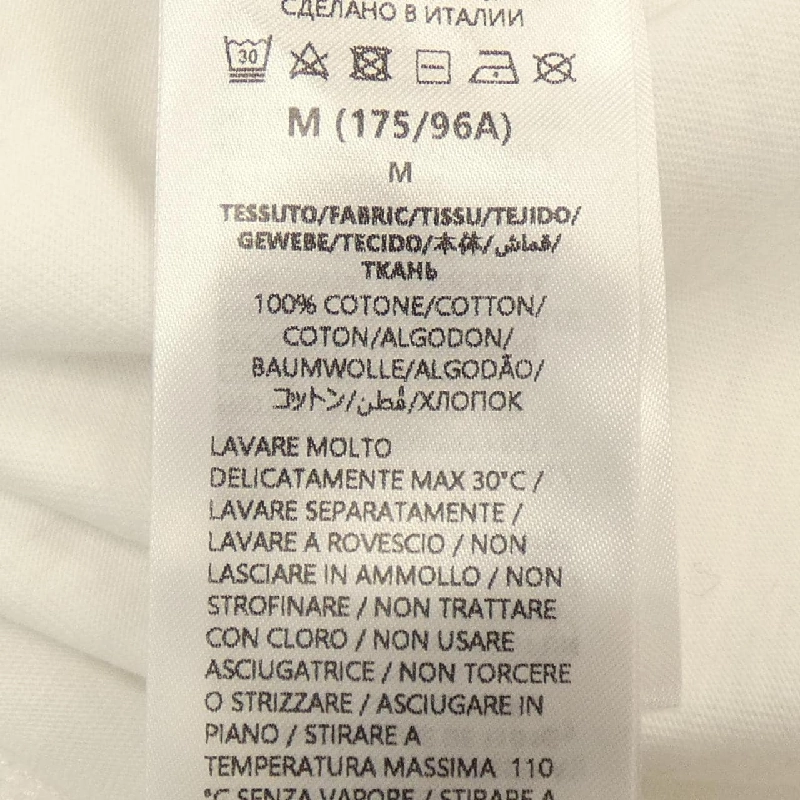 СДЕЛАНО В ИТАЛИИ
30
M (175/96A)
M
TESSUTO/FABRIC/TISSU/TEJIDO/
GEWEBE/TECIDO/本体/قماش/
ТКАНЬ
100% COTONE/COTTON/
COTON/ALGODON/
BAUMWOLLE/ALGODÃO/
コットン/قُطن/ХЛОПОК
LAVARE MOLTO
DELICATAMENTE MAX 30°C /
LAVARE SEPARATAMENTE /
LAVARE A ROVESCIO / NON
LASCIARE IN AMMOLLO / NON
STROFINARE / NON TRATTARE
CON CLORO / NON USARE
ASCIUGATRICE / NON TORCERE
O STRIZZARE / ASCIUGARE IN
PIANO / STIRARE A
TEMPERATURA MASSIMA 110
°C SENZA VAPORE / STIRARE A